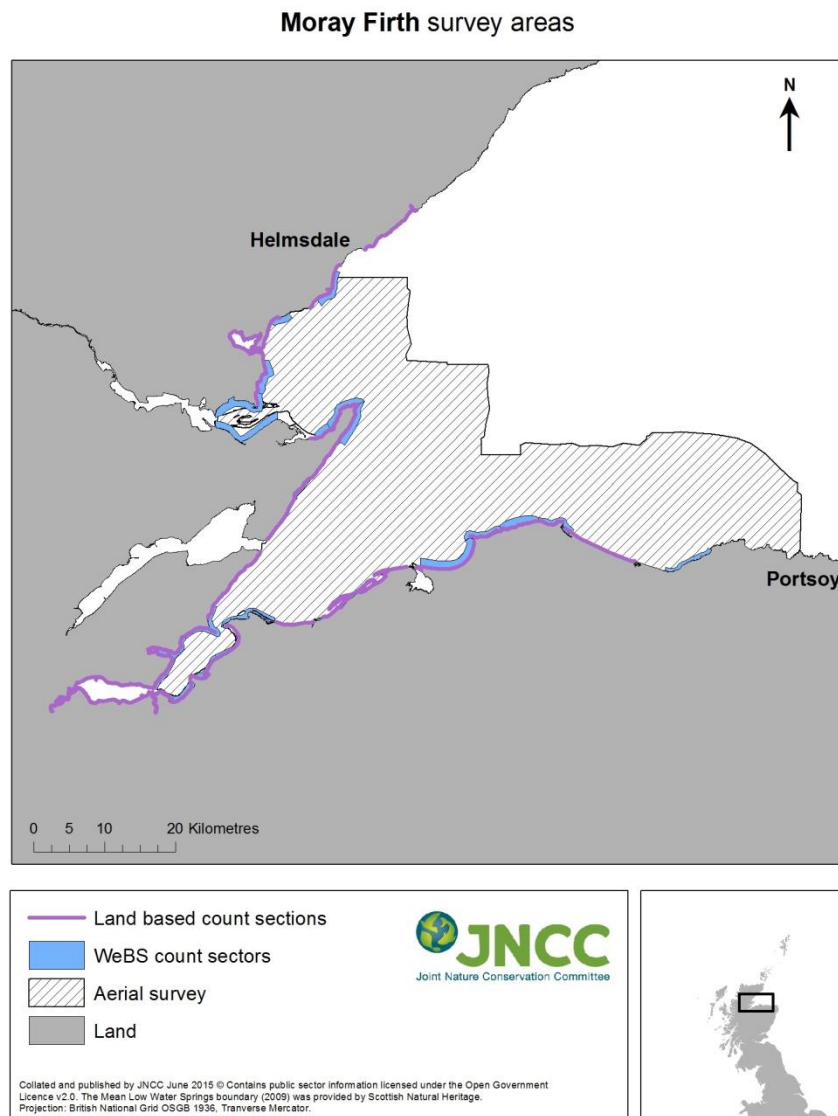 Moray Firth survey areas
N
Helmsdale
Portsoy
0 5 10 20 Kilometres
Land based count sections
WeBS count sectors
Aerial survey
Land
JNCC
Joint Nature Conservation Committee
Collated and published by JNCC June 2015 © Contains public sector information licensed under the Open Government
Licence v2.0. The Mean Low Water Springs boundary (2009) was provided by Scottish Natural Heritage.
Projection: British National Grid OSGB 1936, Tranverse Mercator.